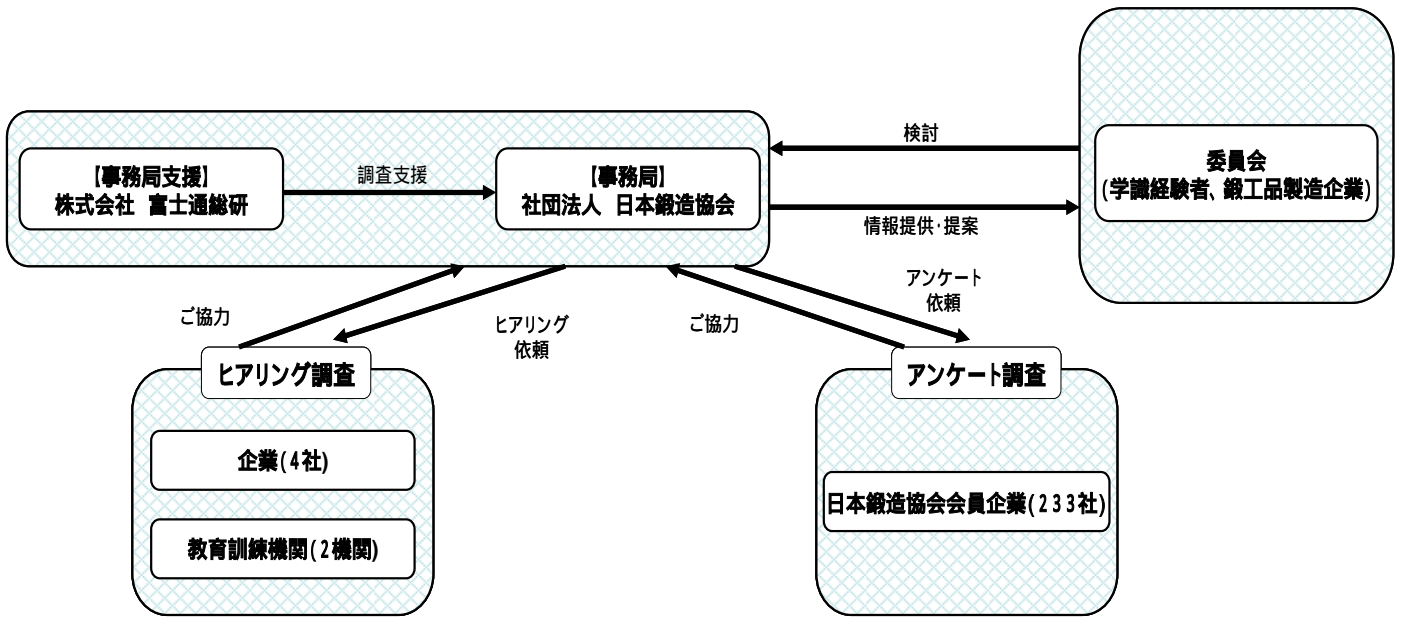 検討
【事務局支援】
株式会社　富士通総研
調査支援
【事務局】
社団法人　日本鍛造協会
委員会
(学識経験者、鍛工品製造企業)
情報提供・提案
ご協力
ヒアリング
依頼
ご協力
アンケート
依頼
ヒアリング調査
企業(4社)
教育訓練機関(2機関)
アンケート調査
日本鍛造協会会員企業(233社)